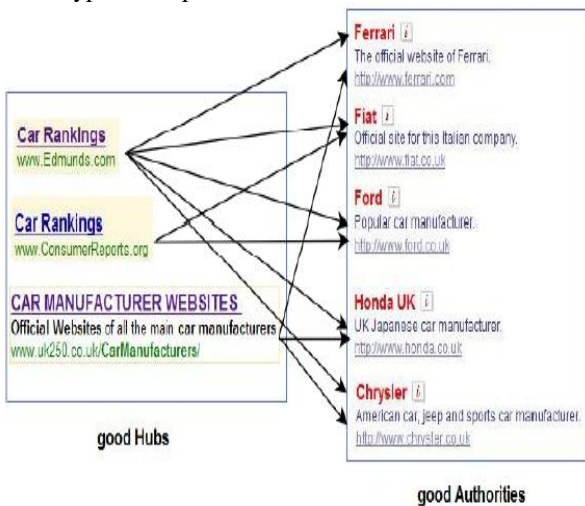 Car Rankings
www.Edmunds.com
Car Rankings
www.ConsumerReports.org
CAR MANUFACTURER WEBSITES
Official Websites of all the main car manufacturers
www.uk250.co.uk/CarManufacturers/
good Hubs
Ferrari i
The official website of Ferrari.
http://www.ferrari.com
Fiat i
Official site for this Italian company.
http://www.fiat.co.uk
Ford i
Popular car manufacturer.
http://www.ford.co.uk
Honda UK i
UK Japanese car manufacturer.
http://www.honda.co.uk
Chrysler i
American car, jeep and sports car manufacturer.
http://www.chrysler.co.uk
good Authorities